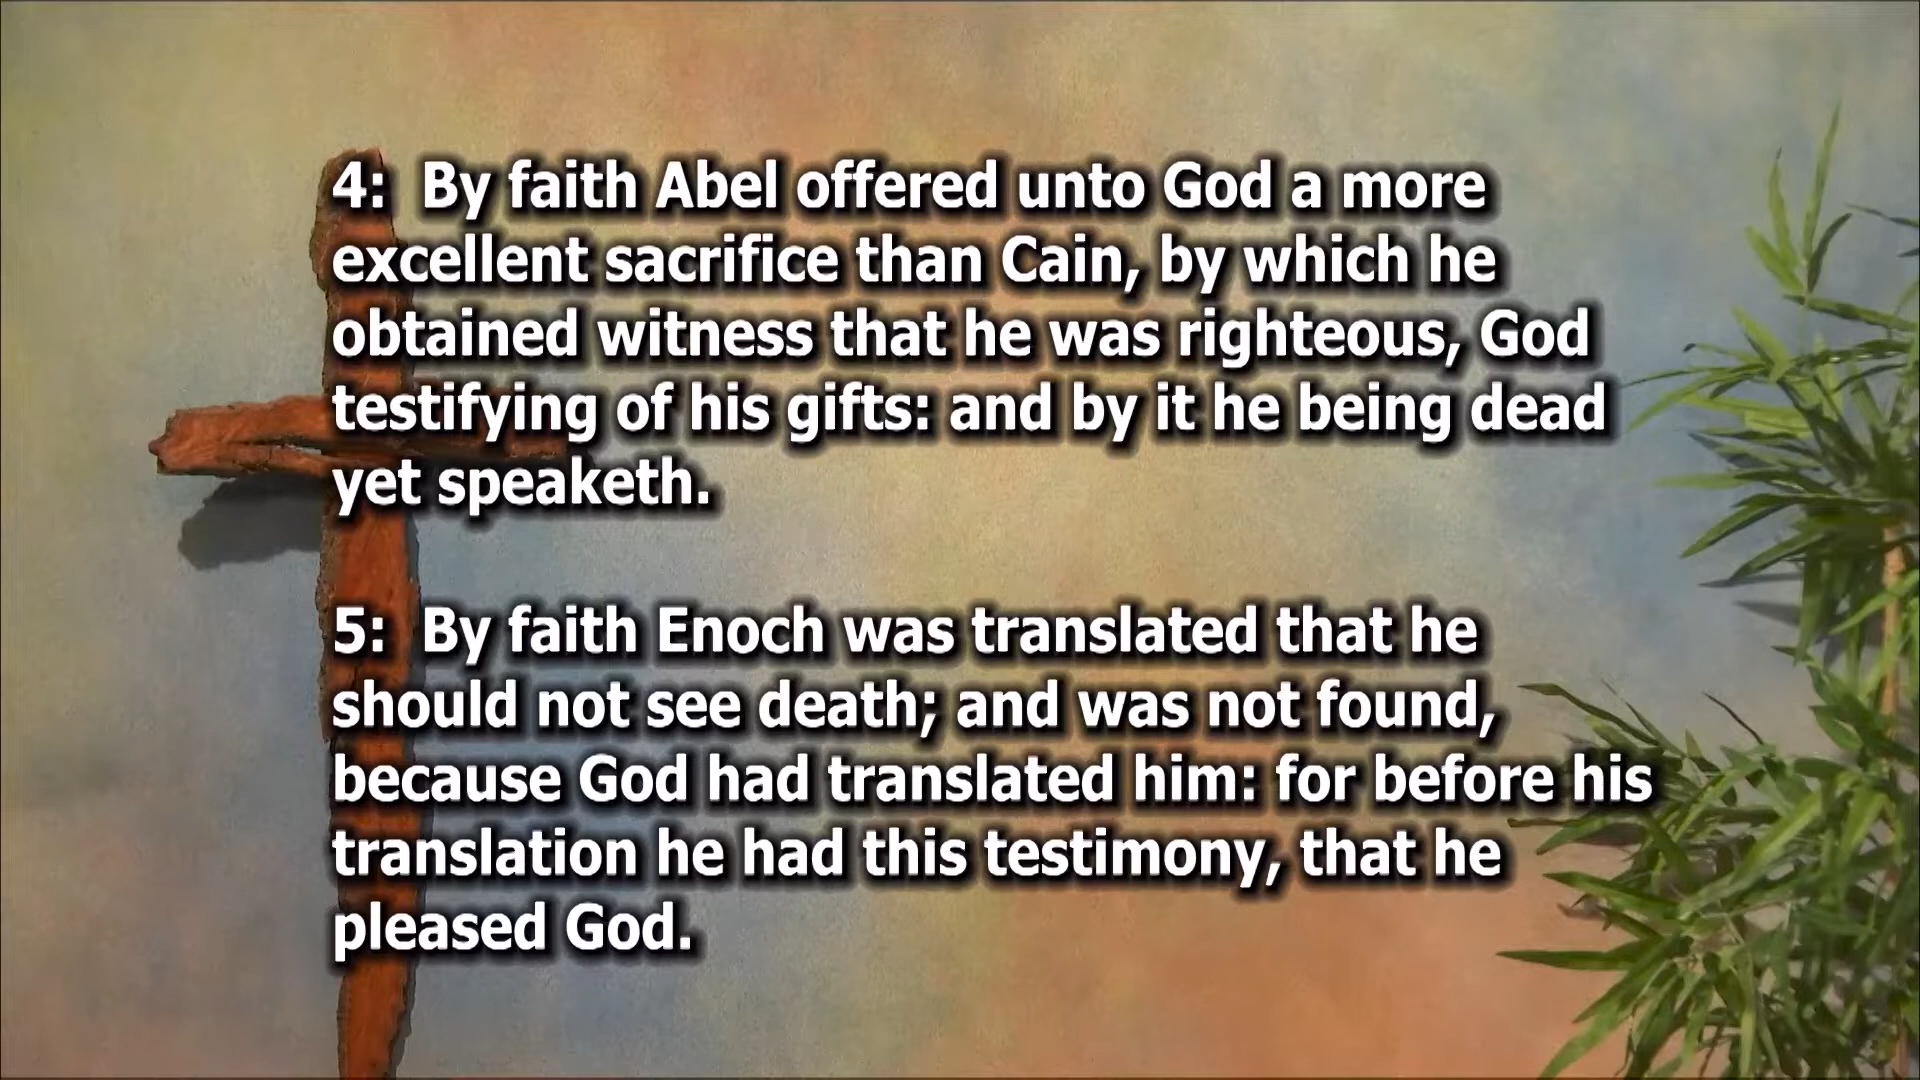 4:  By faith Abel offered unto God a more
excellent sacrifice than Cain, by which he
obtained witness that he was righteous, God
testifying of his gifts: and by it he being dead
yet speaketh.
5:  By faith Enoch was translated that he
should not see death; and was not found,
because God had translated him: for before his
translation he had this testimony, that he
pleased God.